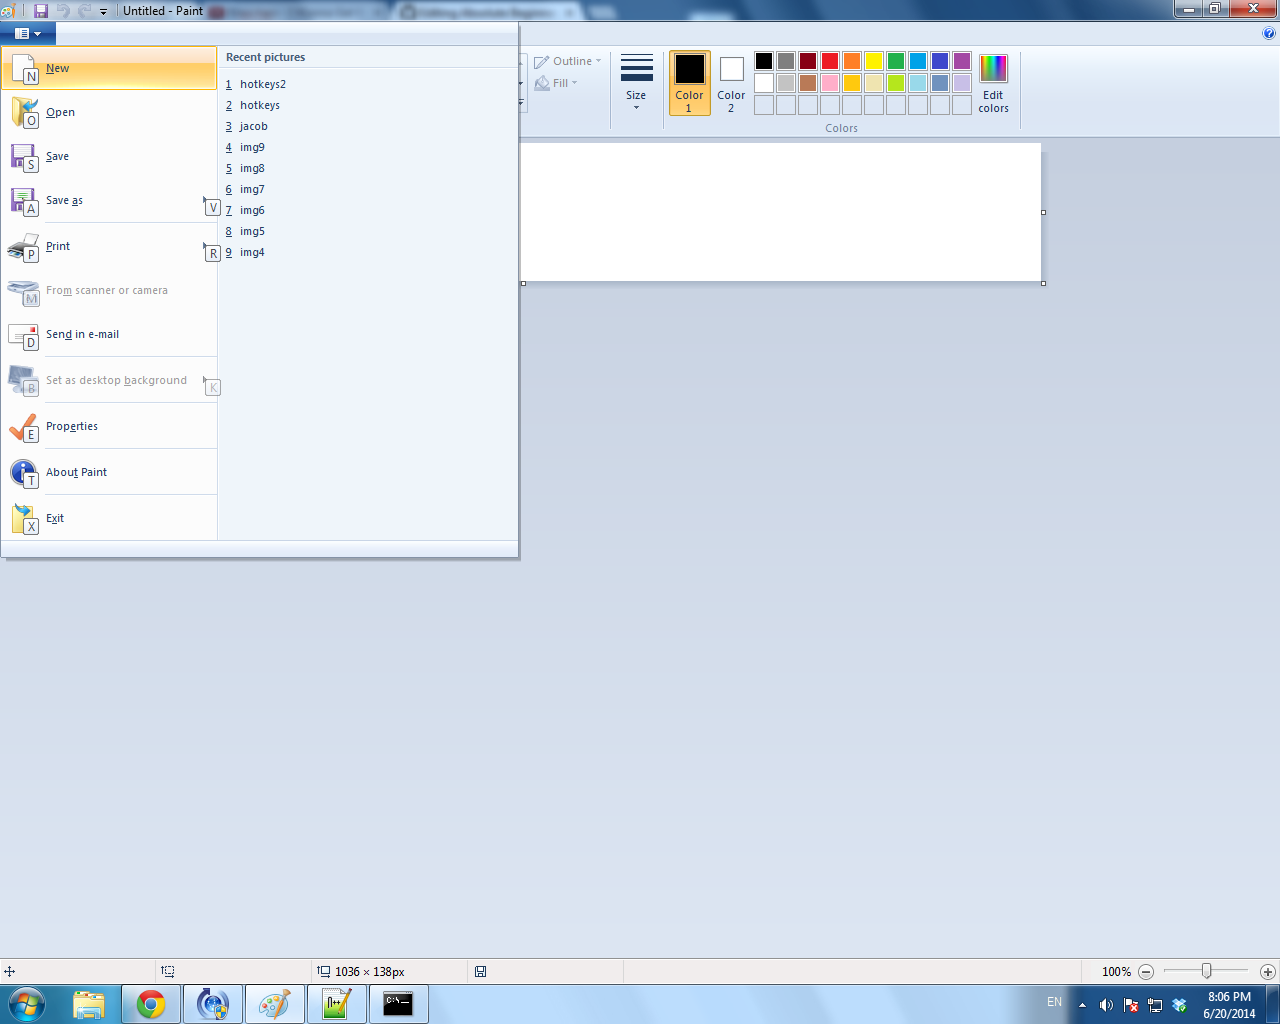 Untitled - Paint
New
N
Open
O
Save
S
Save as
A
V
Print
P
R
From scanner or camera
M
Send in e-mail
D
Set as desktop background
B
K
Properties
E
About Paint
T
Exit
X
Recent pictures
1 hotkeys2
2 hotkeys
3 jacob
4 img9
5 img8
6 img7
7 img6
8 img5
9 img4
Outline
Fill
Size
Color
1
Color
2
Edit
colors
Colors
1036 × 138px
100%
N++
C:\
EN
8:06 PM
6/20/2014